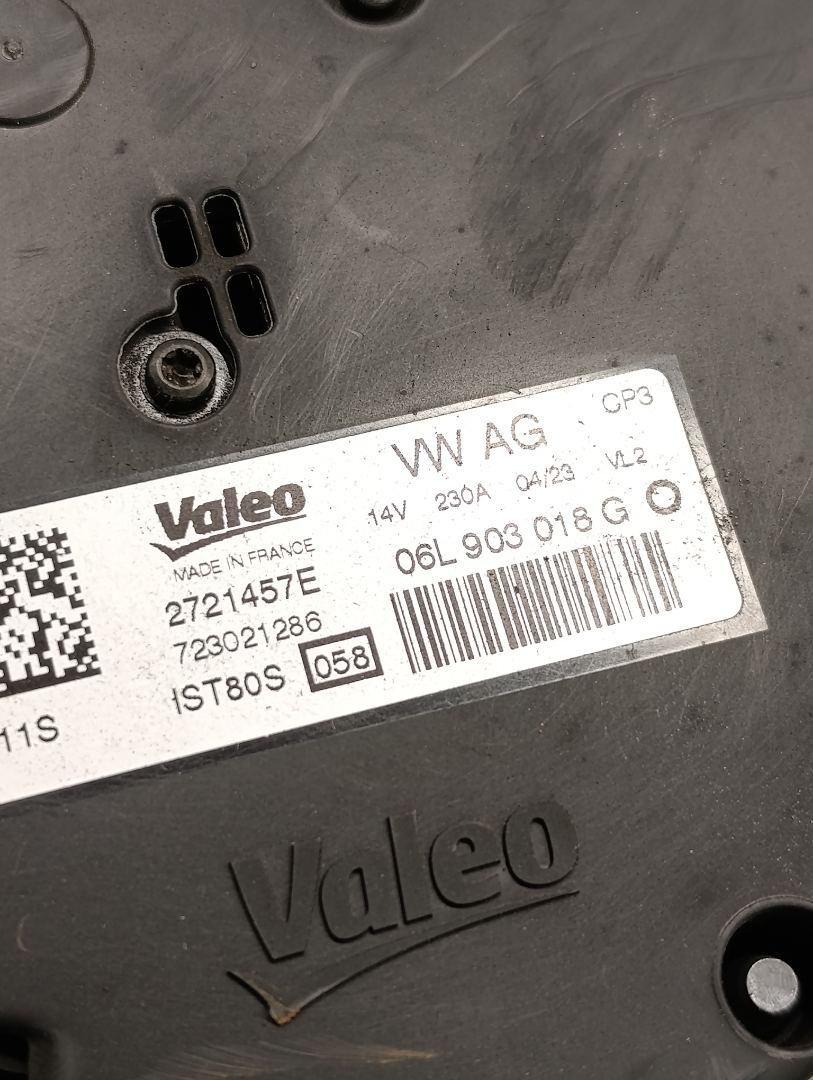 CP3
VW AG
14V 230A 04/23 VL2
06L 903 018 G O
Valeo
MADE IN FRANCE
2721457E
723021286
IST80S 058
11S
Valeo